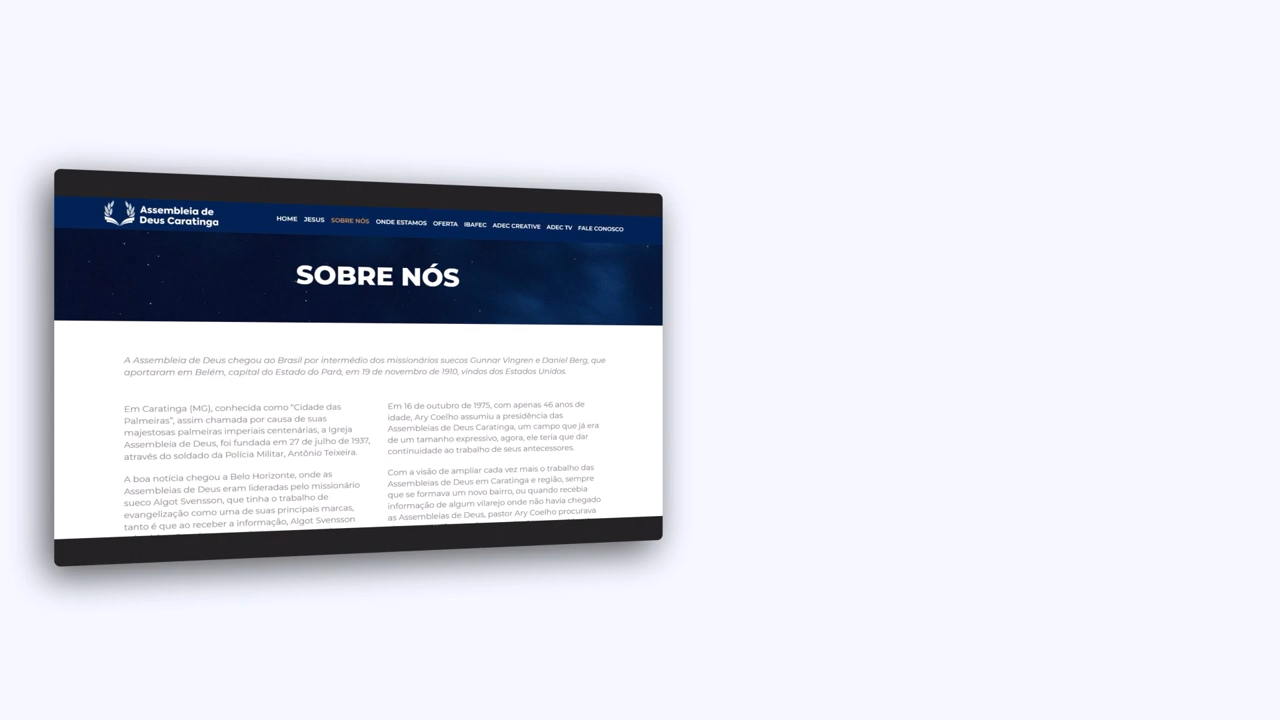 Assembleia de
Deus Caratinga
HOME JESUS SOBRE NÓS ONDE ESTAMOS OFERTA IBAFEC ADEC CREATIVE ADEC TV FALE CONOSCO
SOBRE NÓS
A Assembleia de Deus chegou ao Brasil por intermédio dos missionários suecos Gunnar Vingren e Daniel Berg, que
aportaram em Belém, capital do Estado do Pará, em 19 de novembro de 1910, vindos dos Estados Unidos.
Em Caratinga (MG), conhecida como “Cidade das
Palmeiras”, assim chamada por causa de suas
majestosas palmeiras imperiais centenárias, a Igreja
Assembleia de Deus, foi fundada em 27 de julho de 1937,
através do soldado da Polícia Militar, Antônio Teixeira.
A boa notícia chegou a Belo Horizonte, onde as
Assembleias de Deus eram lideradas pelo missionário
sueco Algot Svensson, que tinha o trabalho de
evangelização como uma de suas principais marcas,
tanto é que ao receber a informação, Algot Svensson
Em 16 de outubro de 1975, com apenas 46 anos de
idade, Ary Coelho assumiu a presidência das
Assembleias de Deus Caratinga, um campo que já era
de um tamanho expressivo, agora, ele teria que dar
continuidade ao trabalho de seus antecessores.
Com a visão de ampliar cada vez mais o trabalho das
Assembleias de Deus em Caratinga e região, sempre
que se formava um novo bairro, ou quando recebia
informação de algum vilarejo onde não havia chegado
as Assembleias de Deus, pastor Ary Coelho procurava